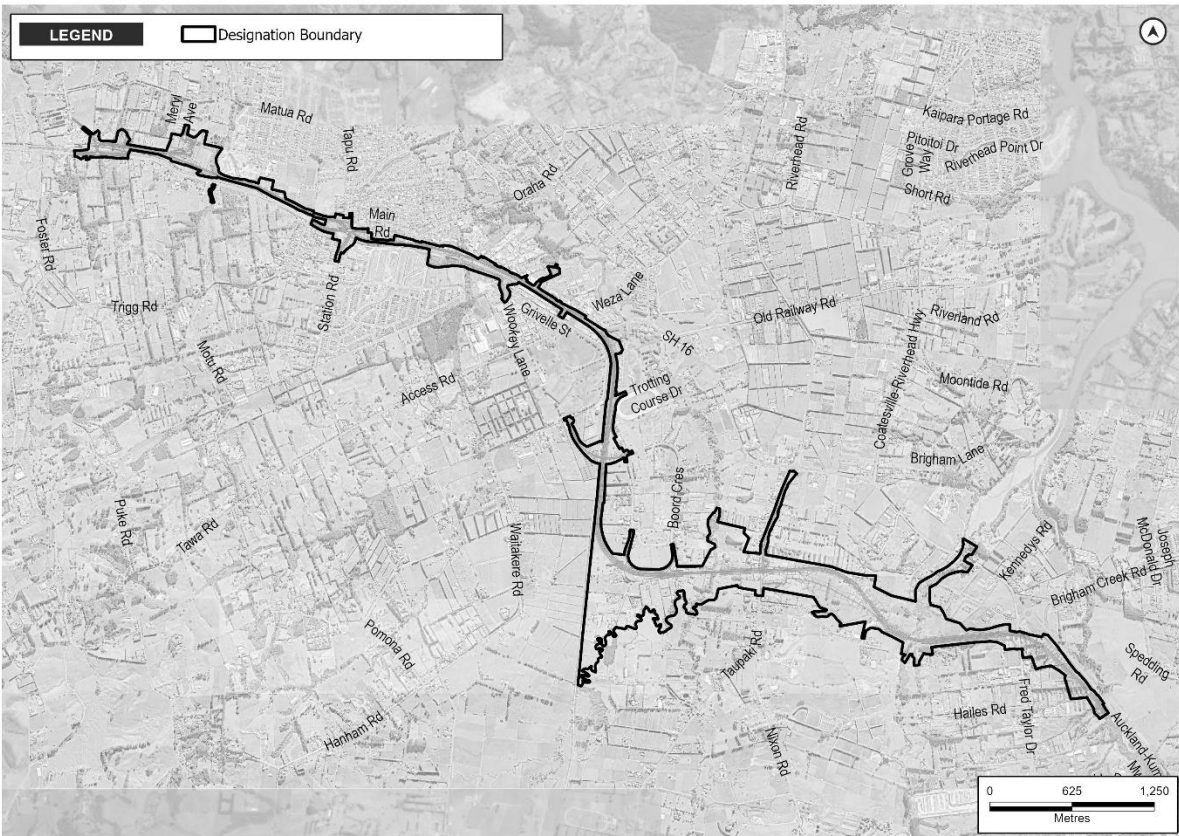 LEGEND
Designation Boundary
Meryl
Ave
Matua Rd
Tapu Rd
Oraha Rd
Riverhead Rd
Kaipara Portage Rd
Pitoitoi Dr
Grove
Way
Riverhead Point Dr
Short Rd
Foster Rd
Main
Rd
Station Rd
Trigg Rd
Motu Rd
Weza Lane
Grivelle St
Wookey Lane
SH 16
Old Railway Rd
Riverland Rd
Coatesville-Riverhead Hwy
Moontide Rd
Access Rd
Trotting
Course Dr
Brigham Lane
Boord Cres
Puke Rd
Tawa Rd
Waitakere Rd
Kennedys Rd
Joseph
McDonald Dr
Brigham Creek Rd
Pomona Rd
Taupaki Rd
Spedding
Rd
Hanham Rd
Nixon Rd
Hailes Rd
Fred Taylor Dr
Auckland-Kum
0 625 1,250
Metres